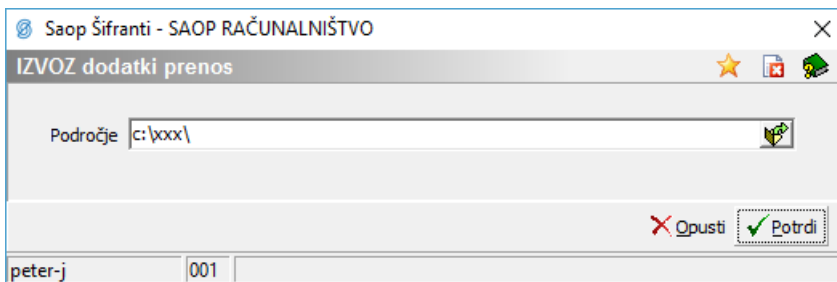 Saop Šifranti - SAOP RAČUNALNIŠTVO
IZVOZ dodatki prenos
Področje c:\xxx\
Opusti Potrdi
peter-j 001